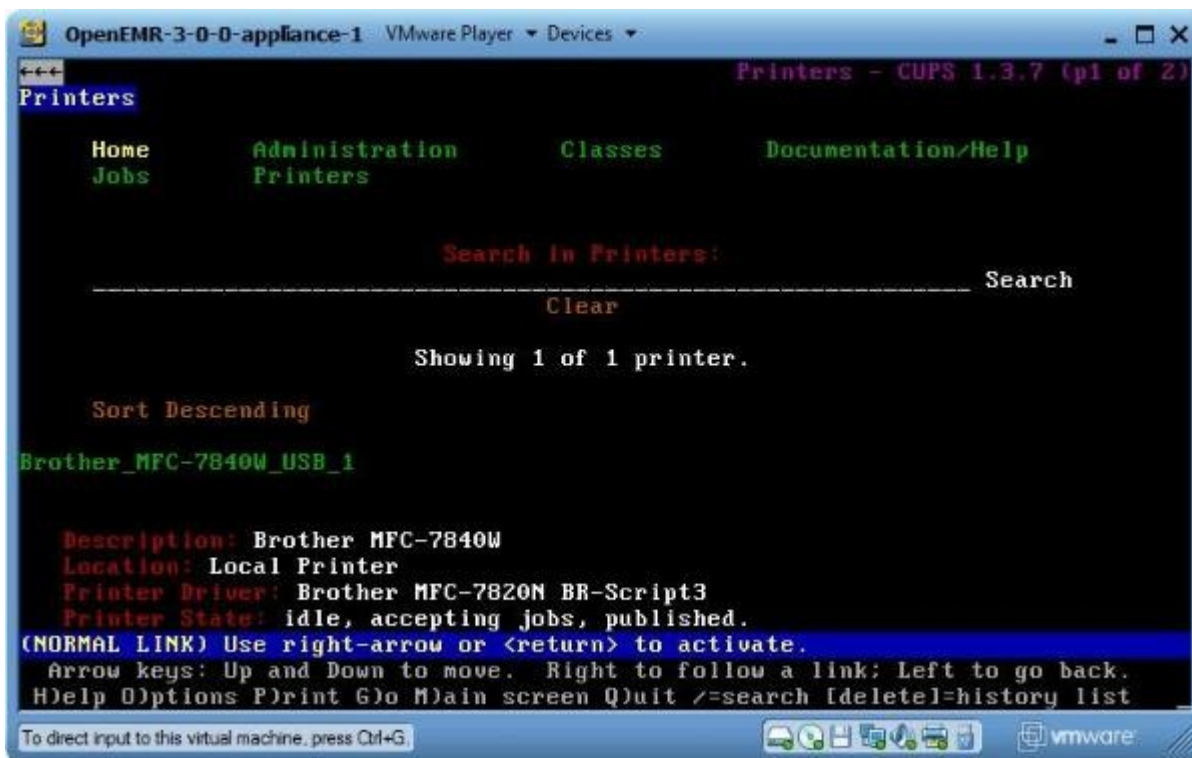 OpenEMR-3-0-0-appliance-1 VMware Player Devices
Printers - CUPS 1.3.7 (p1 of 2)
Printers
Home Administration Classes Documentation/Help
Jobs Printers
Search in Printers:
Search
Clear
Showing 1 of 1 printer.
Sort Descending
Brother_MFC-7840W_USB_1
Description: Brother MFC-7840W
Location: Local Printer
Printer Driver: Brother MFC-7820N BR-Script3
Printer State: idle, accepting jobs, published.
(NORMAL LINK) Use right-arrow or <return> to activate.
Arrow keys: Up and Down to move. Right to follow a link; Left to go back.
H)elp O)ptions P)rint G)o M)ain screen Q)uit /=search [delete]=history list
To direct input to this virtual machine, press Ctrl+G.
vmware